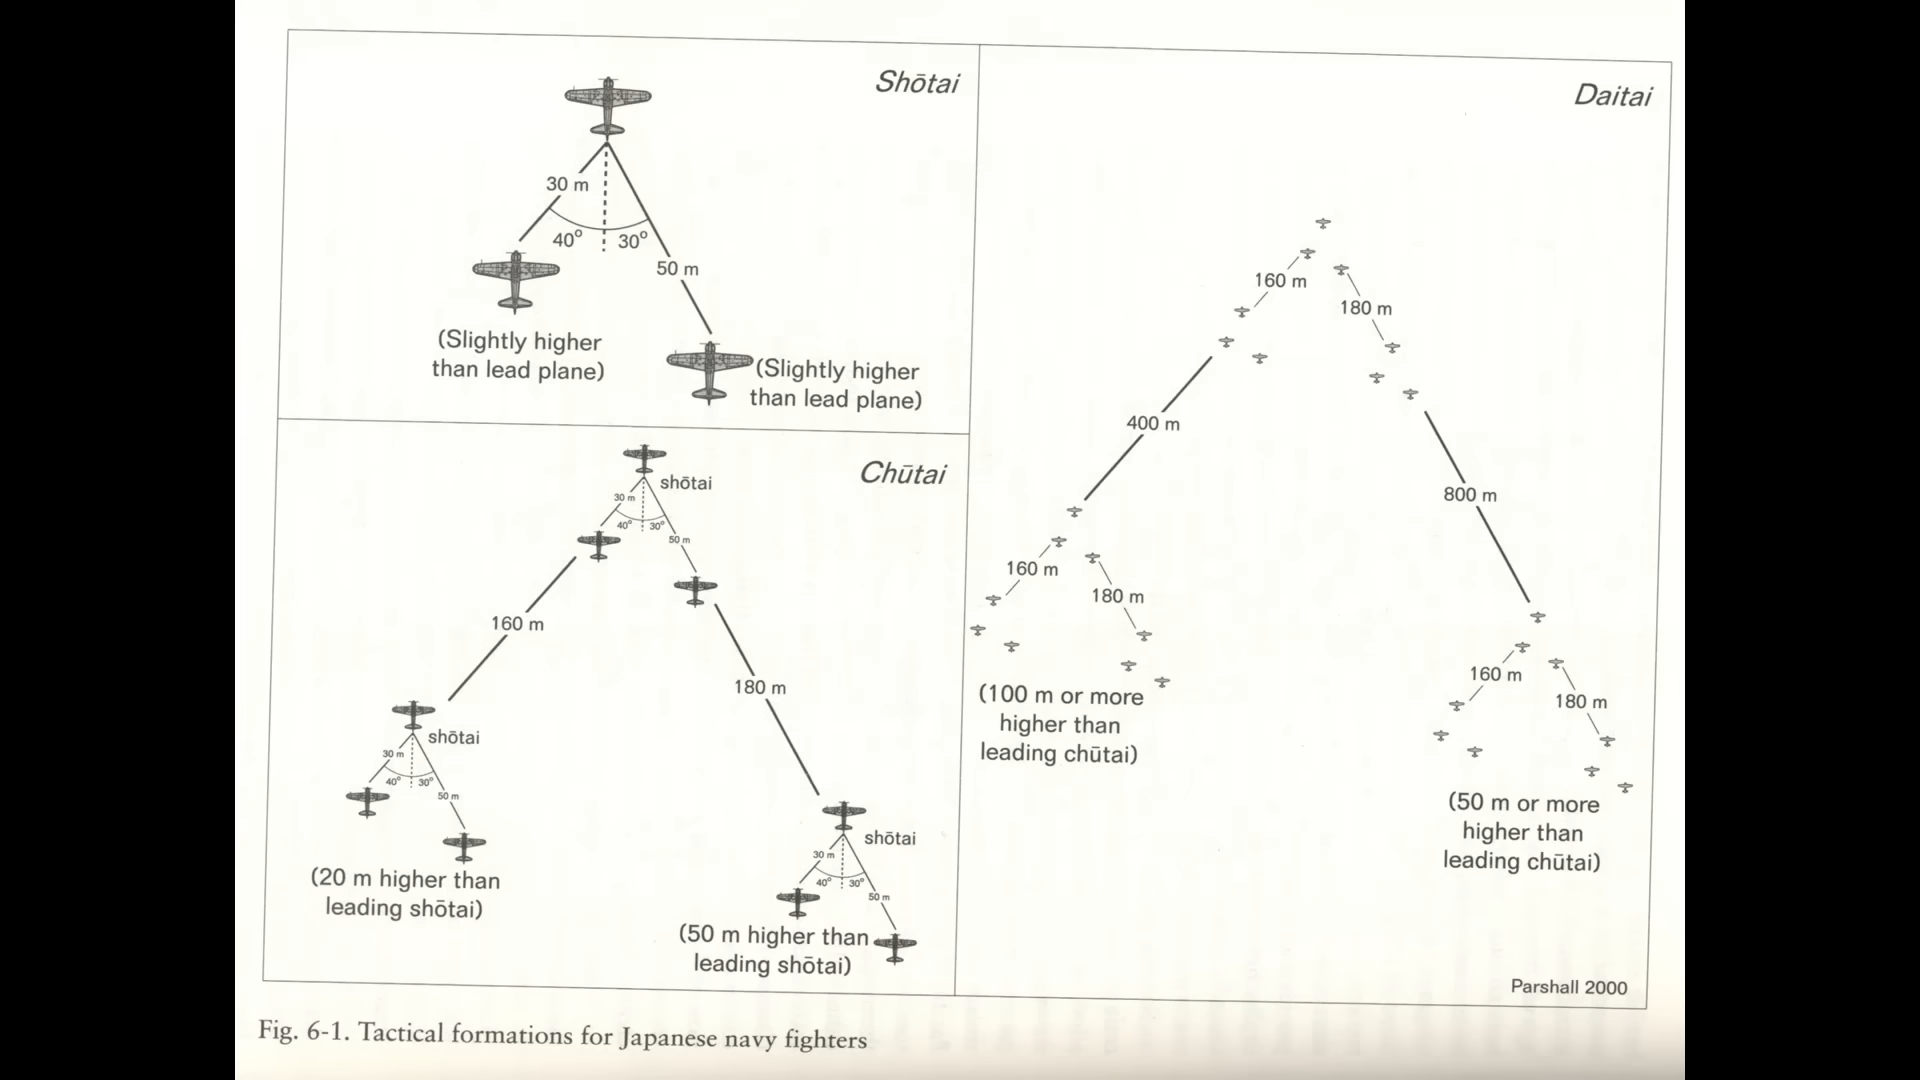 Shōtai
30 m
40°
30°
50 m
(Slightly higher
than lead plane)
(Slightly higher
than lead plane)
Chūtai
shōtai
30 m
40°
30°
50 m
160 m
180 m
shōtai
30 m
40°
30°
50 m
(20 m higher than
leading shōtai)
shōtai
30 m
40°
30°
50 m
(50 m higher than
leading shōtai)
Daitai
160 m
180 m
400 m
800 m
160 m
180 m
(100 m or more
higher than
leading chūtai)
160 m
180 m
(50 m or more
higher than
leading chūtai)
Parshall 2000
Fig. 6-1. Tactical formations for Japanese navy fighters